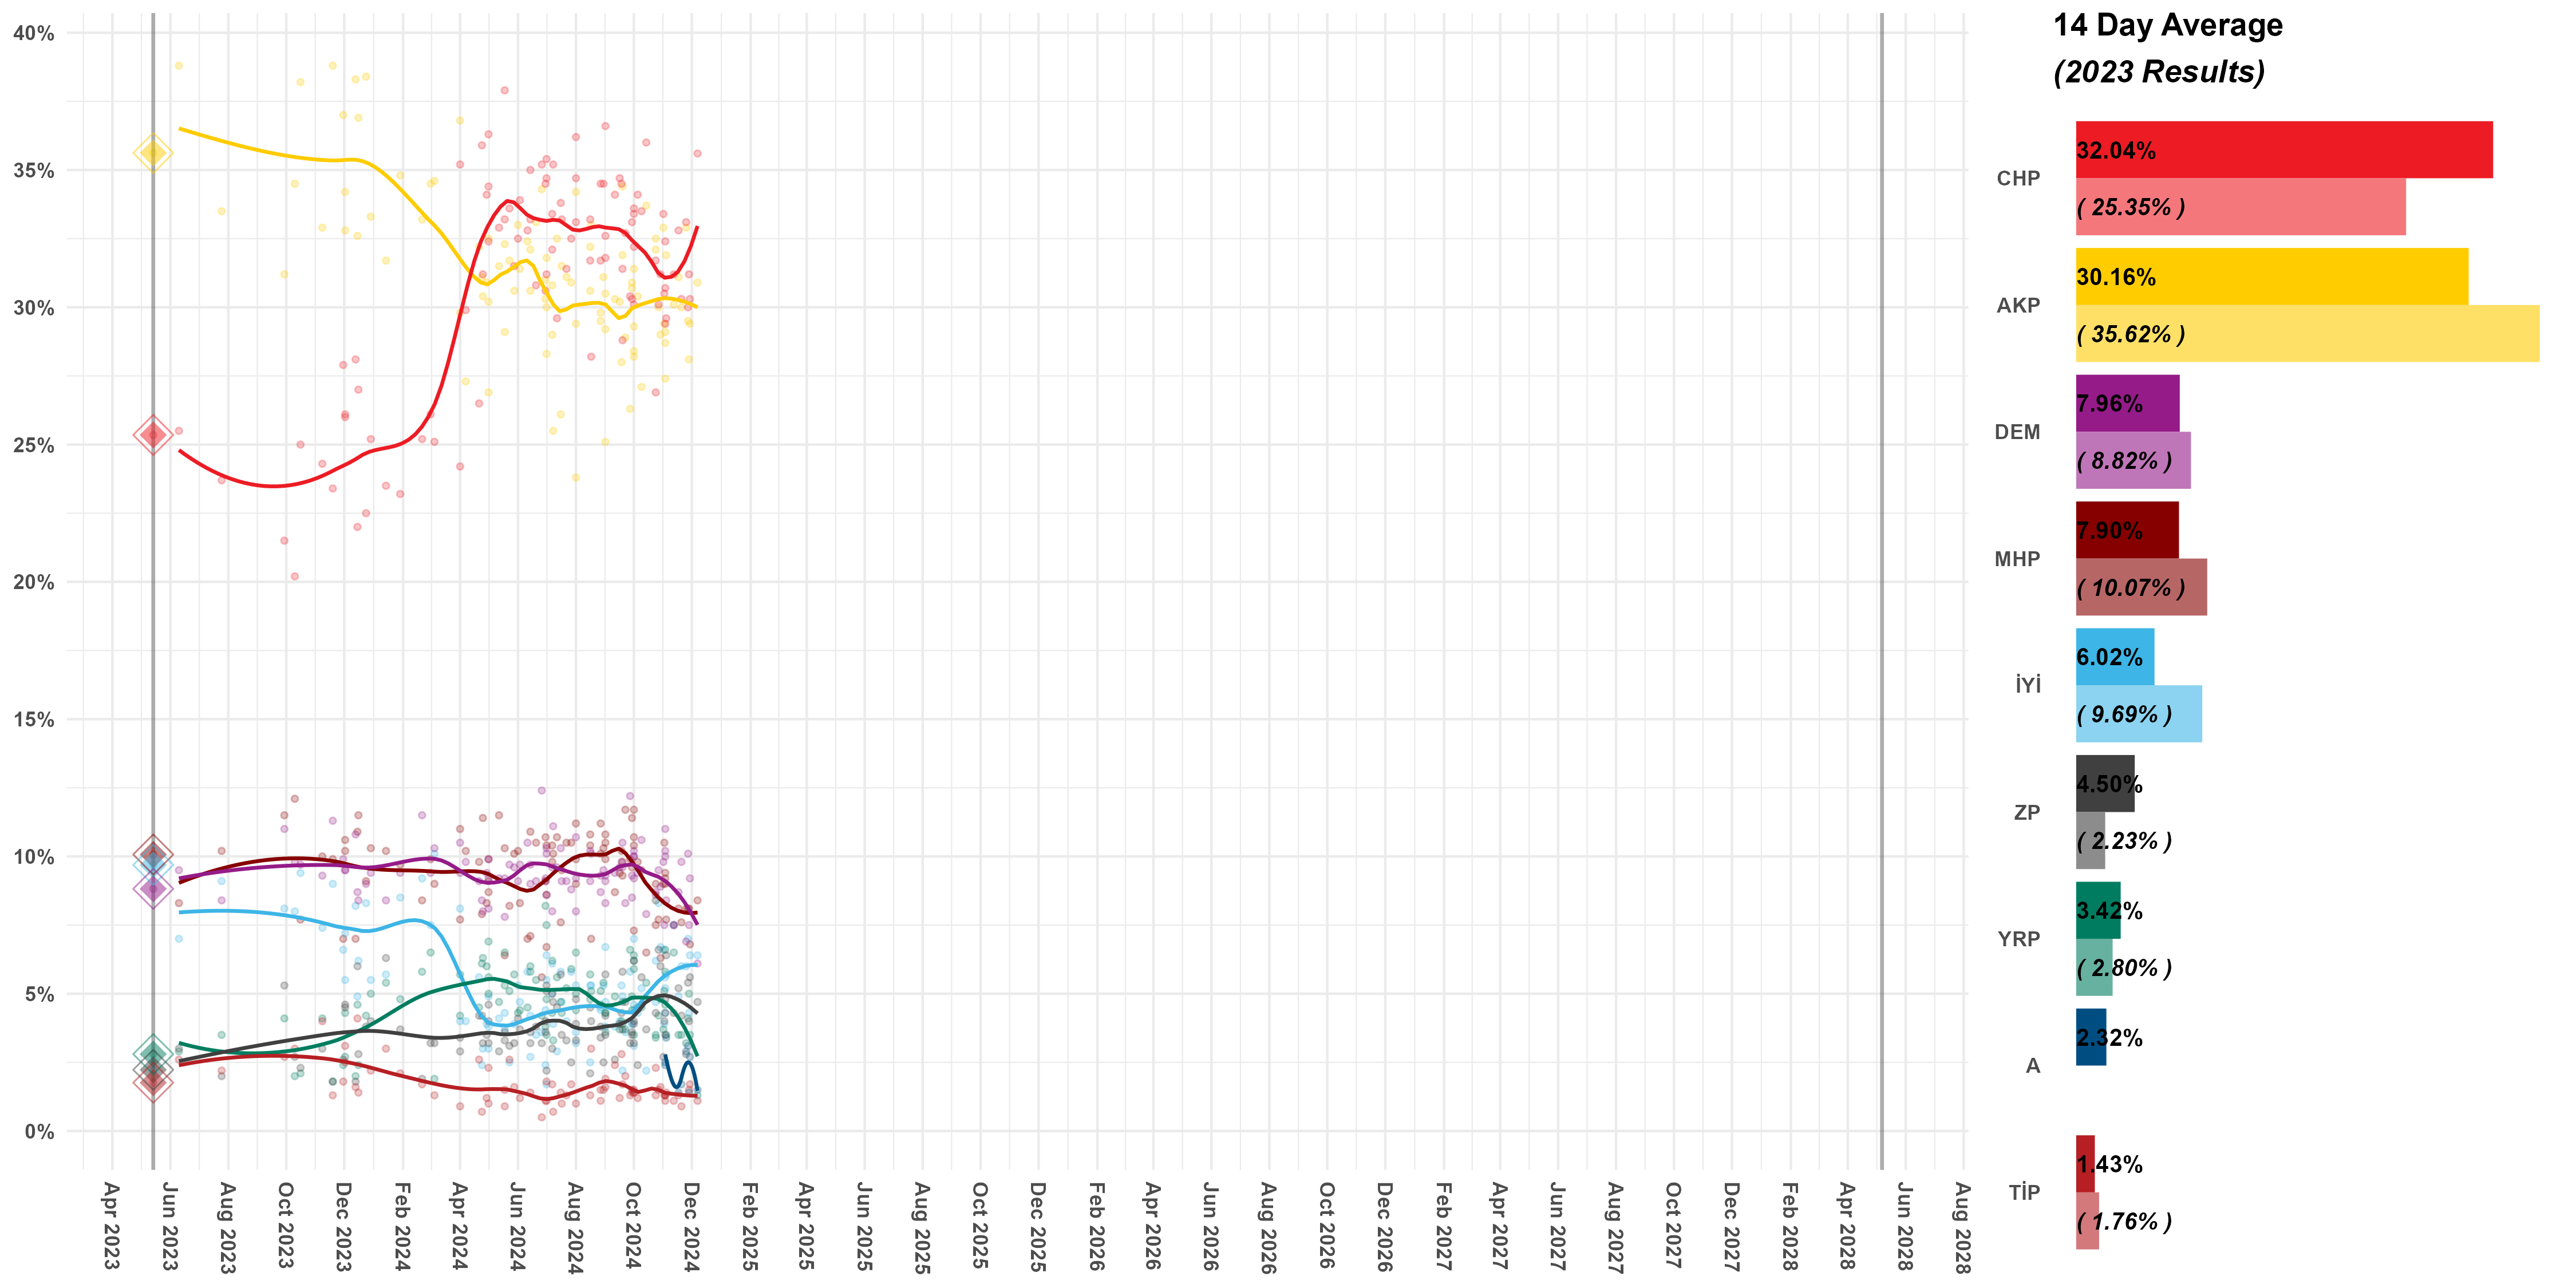 40%
35%
30%
25%
20%
15%
10%
5%
0%
Apr 2023
Jun 2023
Aug 2023
Oct 2023
Dec 2023
Feb 2024
Apr 2024
Jun 2024
Aug 2024
Oct 2024
Dec 2024
Feb 2025
Apr 2025
Jun 2025
Aug 2025
Oct 2025
Dec 2025
Feb 2026
Apr 2026
Jun 2026
Aug 2026
Oct 2026
Dec 2026
Feb 2027
Apr 2027
Jun 2027
Aug 2027
Oct 2027
Dec 2027
Feb 2028
Apr 2028
Jun 2028
Aug 2028
14 Day Average
(2023 Results)
CHP
32.04%
( 25.35% )
AKP
30.16%
( 35.62% )
DEM
7.96%
( 8.82% )
MHP
7.90%
( 10.07% )
İYİ
6.02%
( 9.69% )
ZP
4.50%
( 2.23% )
YRP
3.42%
( 2.80% )
A
2.32%
TİP
1.43%
( 1.76% )